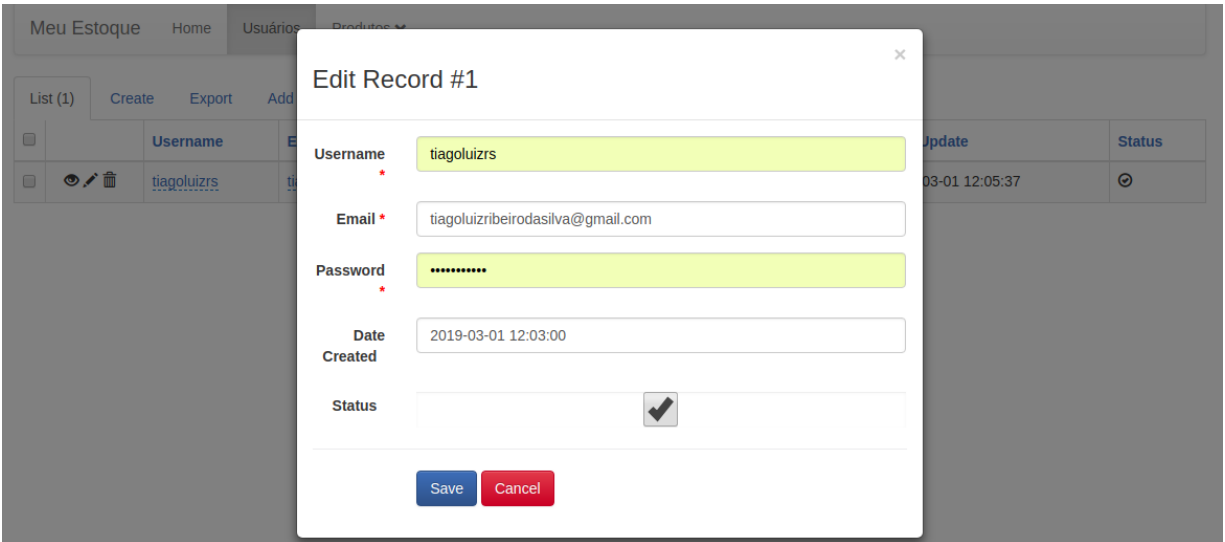 Meu Estoque Home Usuários Produtos
×
Edit Record #1
List (1) Create Export Add
Username Update Status
tiagoluizrs 03-01 12:05:37
Username * tiagoluizrs
Email * tiagoluizribeirodasilva@gmail.com
Password * •••••••••••
Date Created 2019-03-01 12:03:00
Status
Save Cancel